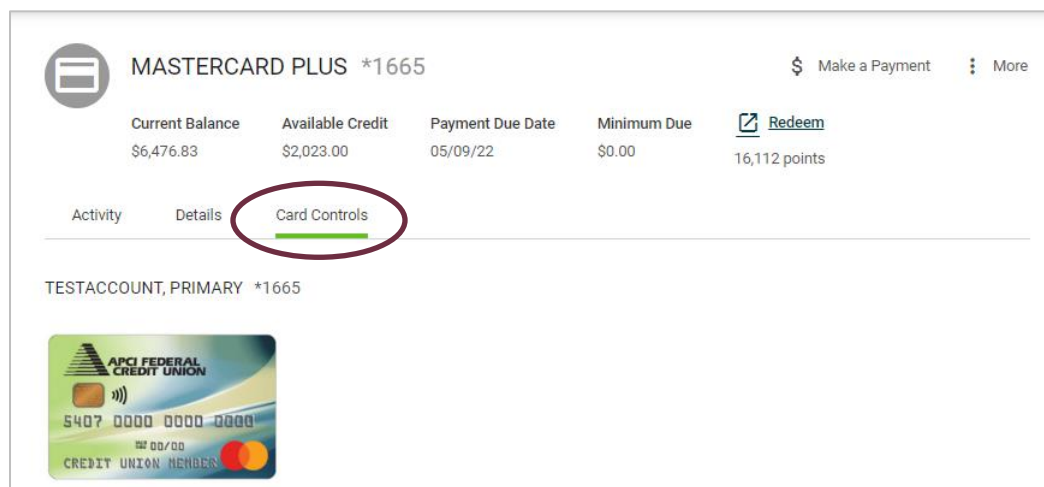 MASTERCARD PLUS *1665
$ Make a Payment
More
Current Balance Available Credit Payment Due Date Minimum Due Redeem
$6,476.83 $2,023.00 05/09/22 $0.00 16,112 points
Activity Details Card Controls
TESTACCOUNT, PRIMARY *1665
APCI FEDERAL
CREDIT UNION
5407 0000 0000 0000
00/00
CREDIT UNION MEMBER